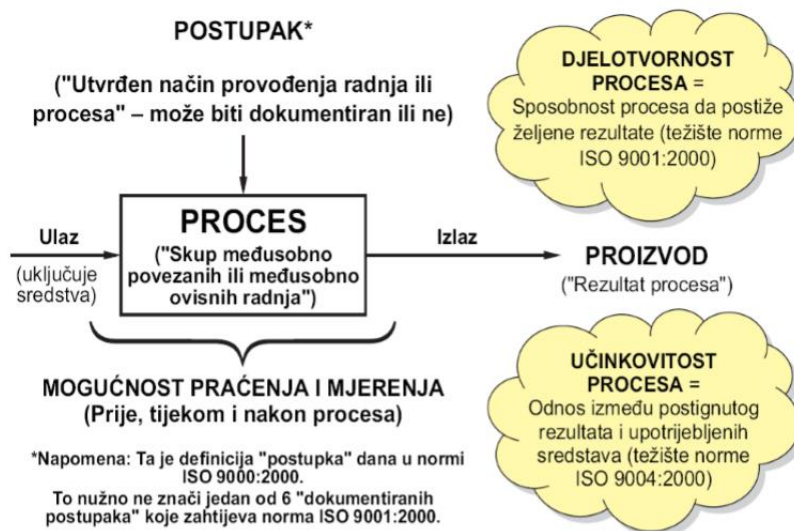 POSTUPAK*
("Utvrđen način provođenja radnja ili
procesa" – može biti dokumentiran ili ne)
DJELOTVORNOST
PROCESA =
Sposobnost procesa da postiže
željene rezultate (težište norme
ISO 9001:2000)
Ulaz
(uključuje
sredstva)
PROCES
("Skup međusobno
povezanih ili međusobno
ovisnih radnja")
Izlaz
PROIZVOD
("Rezultat procesa")
MOGUĆNOST PRAĆENJA I MJERENJA
(Prije, tijekom i nakon procesa)
UČINKOVITOST
PROCESA =
Odnos između postignutog
rezultata i upotrijebljenih
sredstava (težište norme
ISO 9004:2000)
*Napomena: Ta je definicija "postupka" dana u normi
ISO 9000:2000.
To nužno ne znači jedan od 6 "dokumentiranih
postupaka" koje zahtijeva norma ISO 9001:2000.